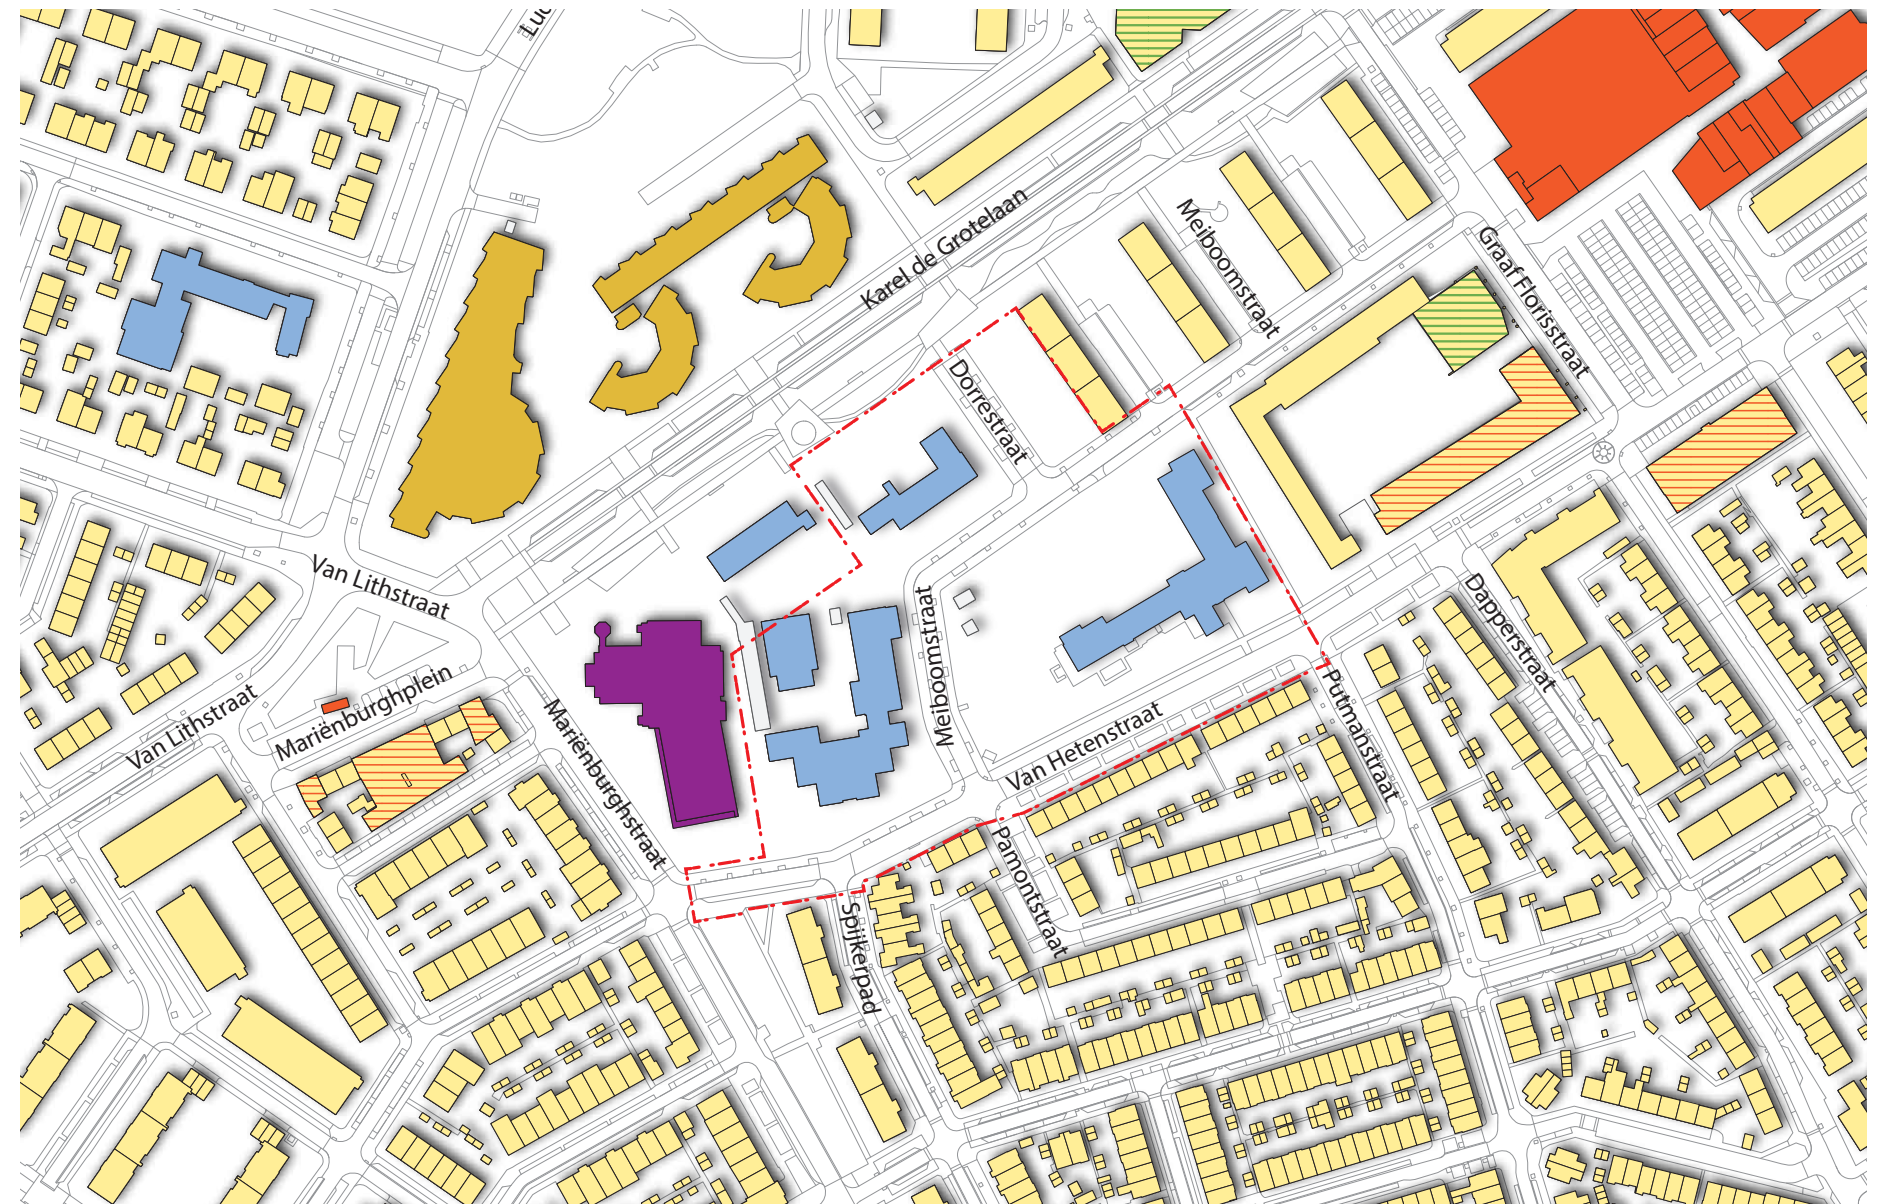 Luc
Karel de Grotelaan
Meiboomstraat
Graaf Florisstraat
Dorrestraat
Van Lithstraat
Meiboomstraat
Dapperstraat
Van Lithstraat
Mariënburghplein
Mariënburghstraat
Van Hetenstraat
Putmanstraat
Pamontstraat
Spijkerpad